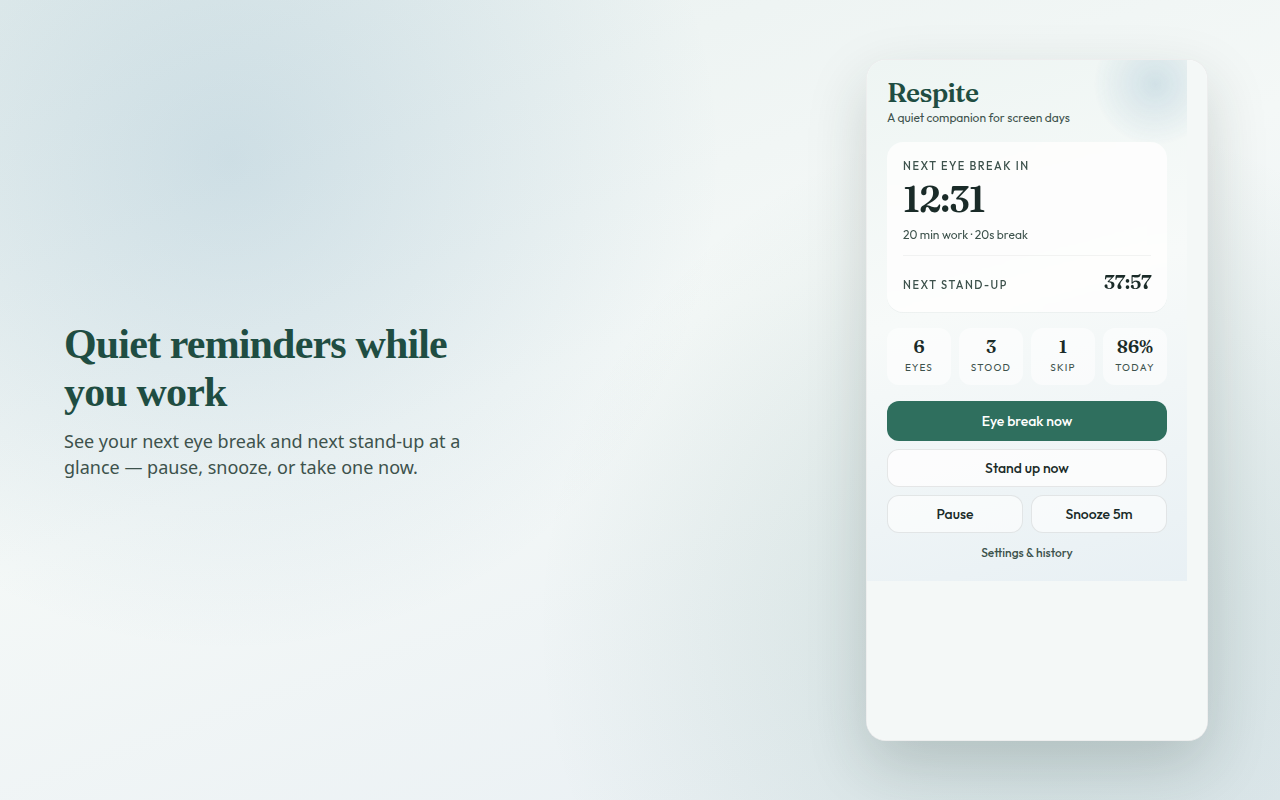 Quiet reminders while
you work
See your next eye break and next stand-up at a
glance — pause, snooze, or take one now.
Respite
A quiet companion for screen days
NEXT EYE BREAK IN
12:31
20 min work · 20s break
NEXT STAND-UP
37:57
6
EYES
3
STOOD
1
SKIP
86%
TODAY
Eye break now
Stand up now
Pause
Snooze 5m
Settings & history